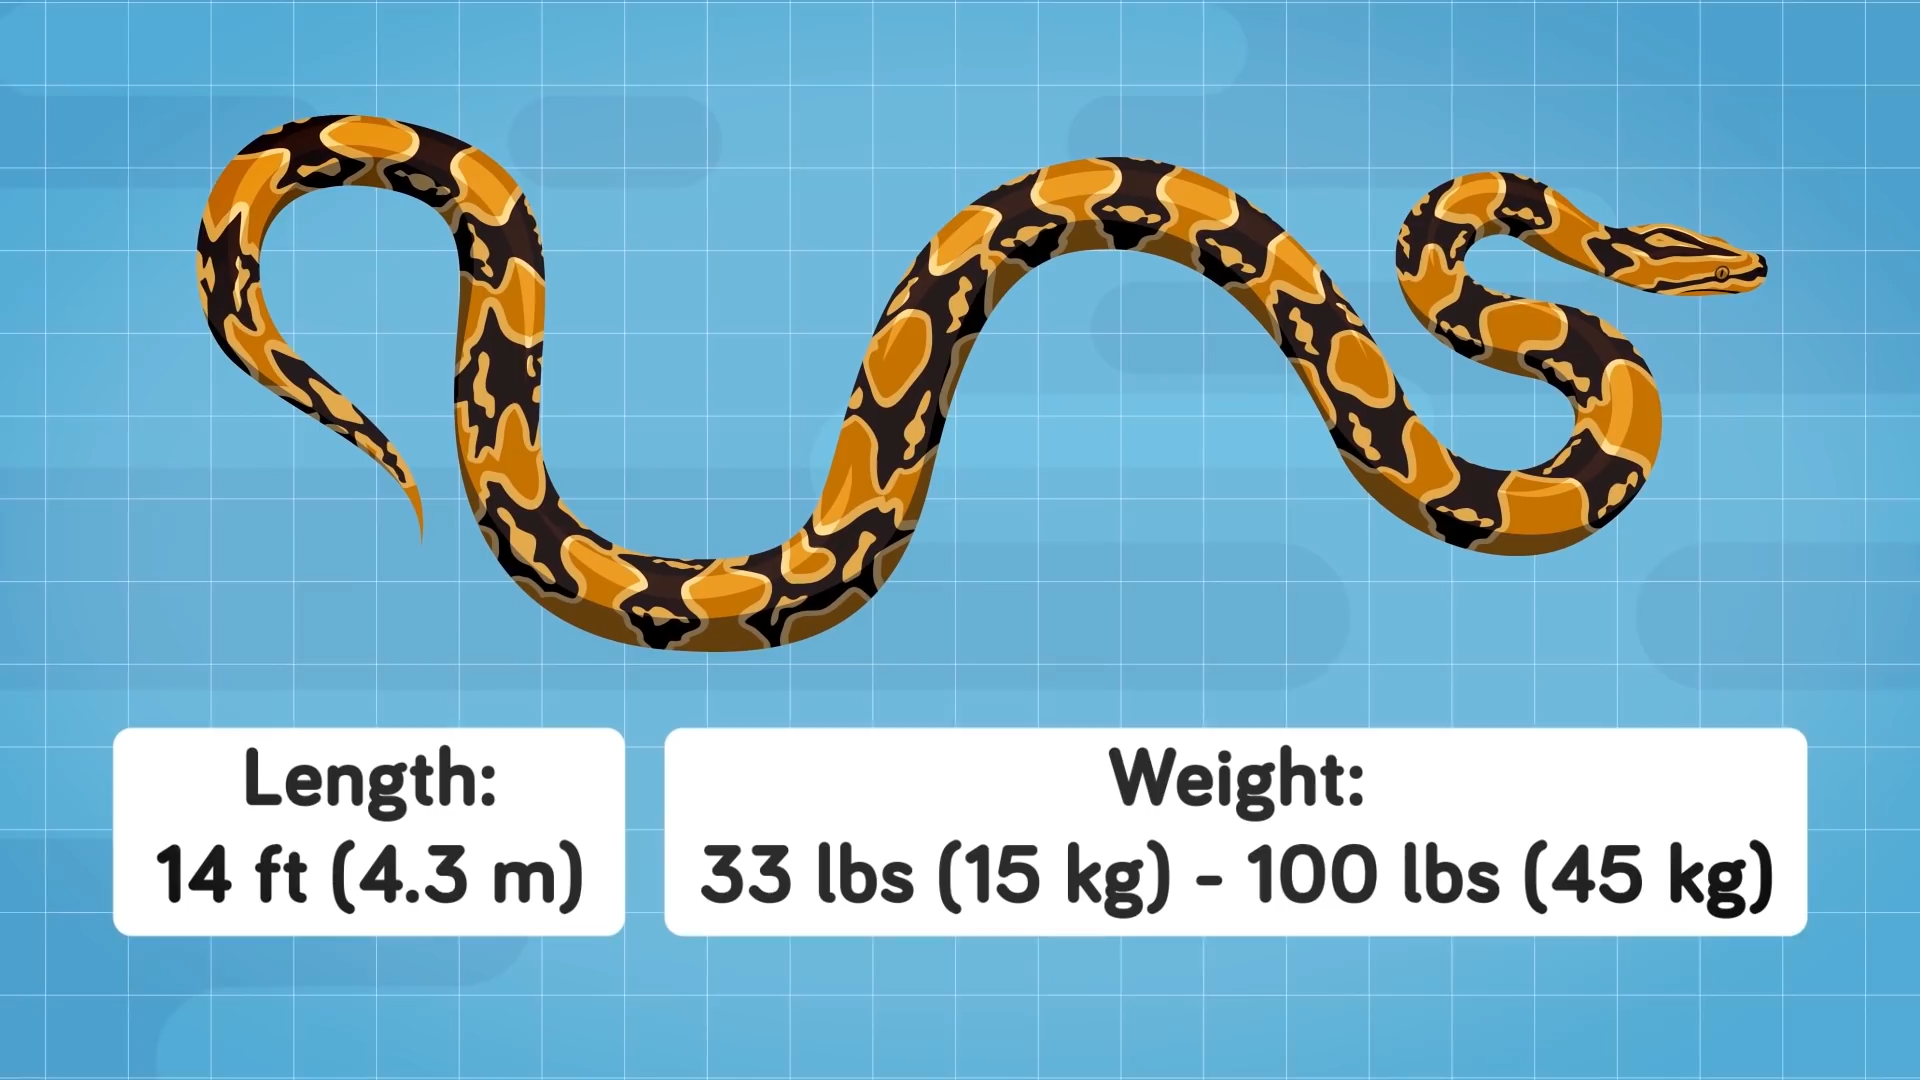 Length:
14 ft (4.3 m)
Weight:
33 lbs (15 kg) - 100 lbs (45 kg)